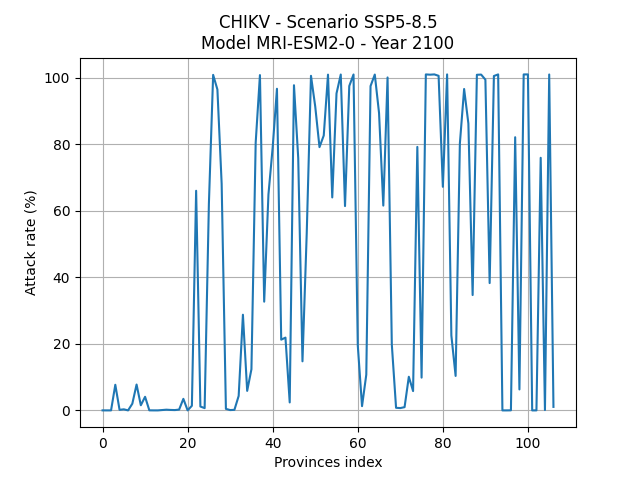 CHIKV - Scenario SSP5-8.5
Model MRI-ESM2-0 - Year 2100
100
80
60
40
20
0
Attack rate (%)
0 20 40 60 80 100
Provinces index